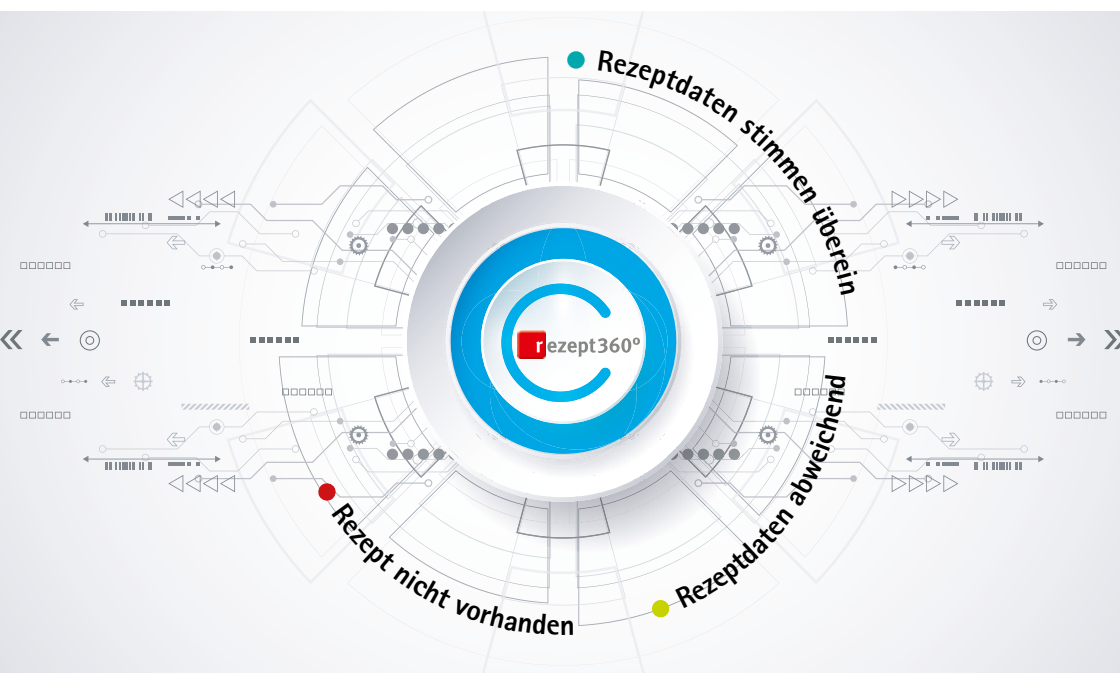 Rezeptdaten stimmen überein
rezept360°
Rezeptdaten abweichend
Rezept nicht vorhanden